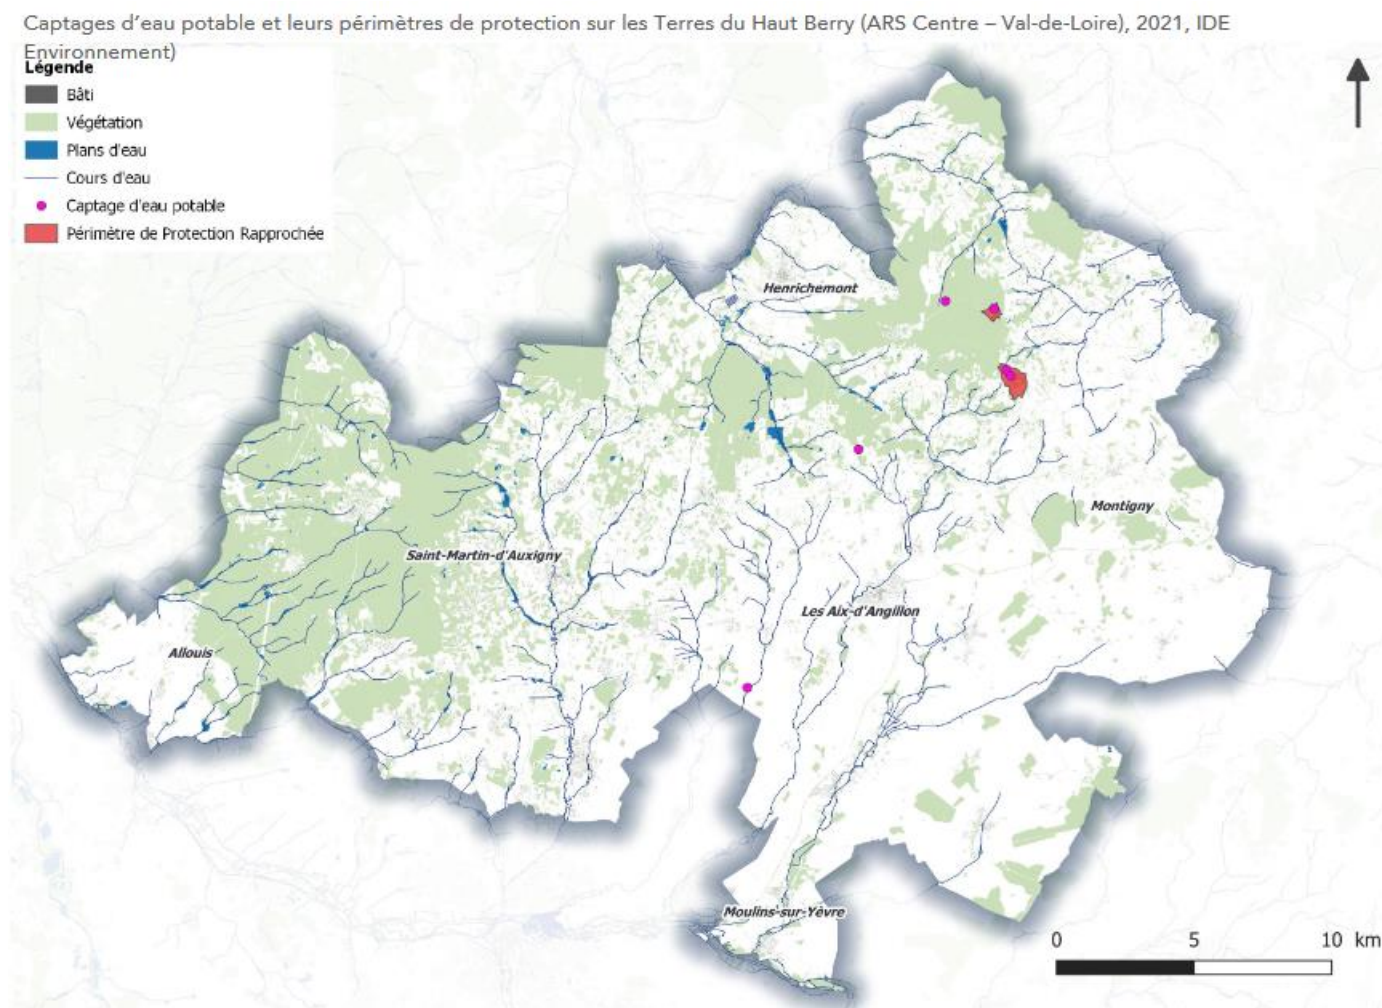 Captages d’eau potable et leurs périmètres de protection sur les Terres du Haut Berry (ARS Centre – Val-de-Loire), 2021, IDE
Environnement)
Légende
Bâti
Végétation
Plans d'eau
Cours d'eau
Captage d'eau potable
Périmètre de Protection Rapprochée
Henrichemont
Montigny
Saint-Martin-d'Auxigny
Les Aix-d'Angillon
Allouis
Moulins-sur-Yèvre
0 5 10 km